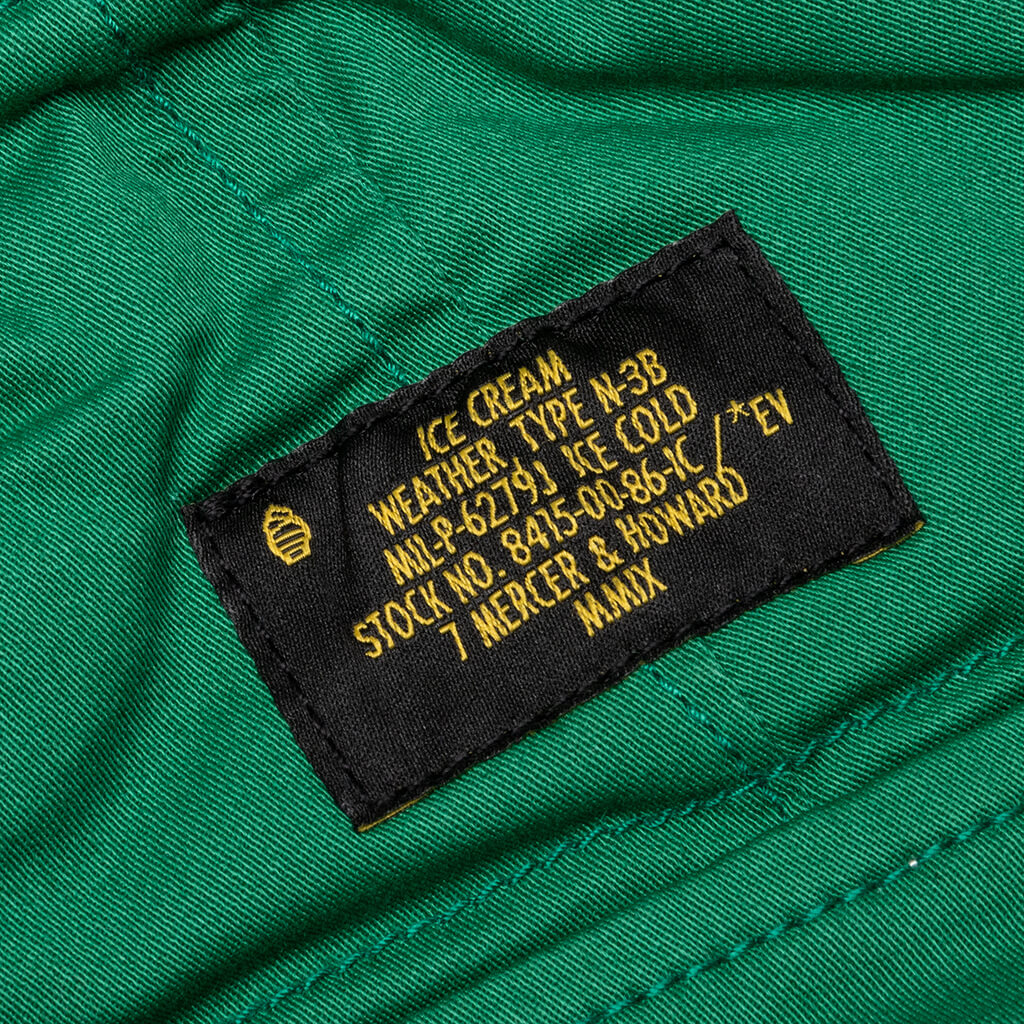 ICE CREAM
WEATHER, TYPE N-3B
MIL-P-6279J ICE COLD
STOCK NO. 8415-00-86-IC /*EV
7 MERCER & HOWARD
MMIX